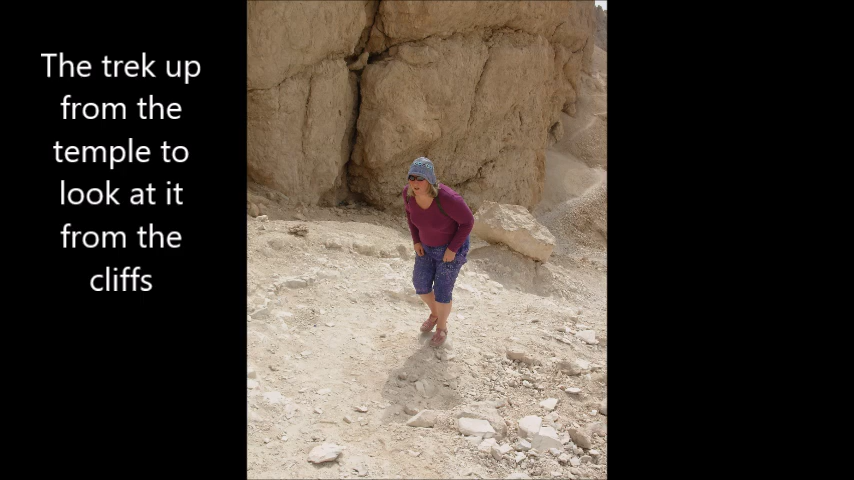 The trek up
from the
temple to
look at it
from the
cliffs